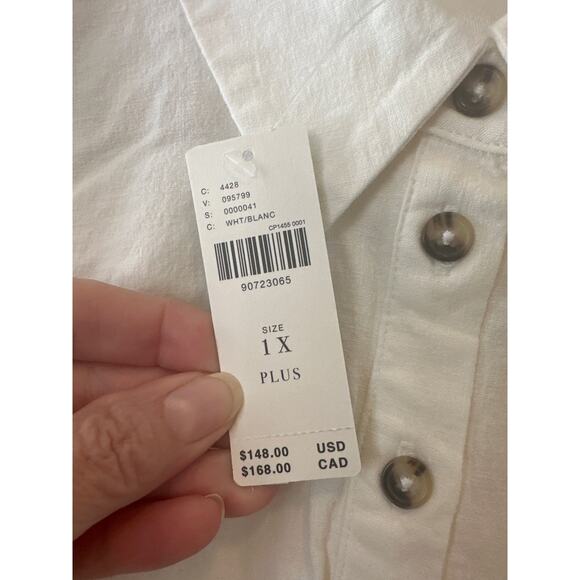 C: 4428
V: 095799
S: 0000041
C: WHT/BLANC
CP1455 0001
90723065
SIZE
1X
PLUS
$148.00 USD
$168.00 CAD